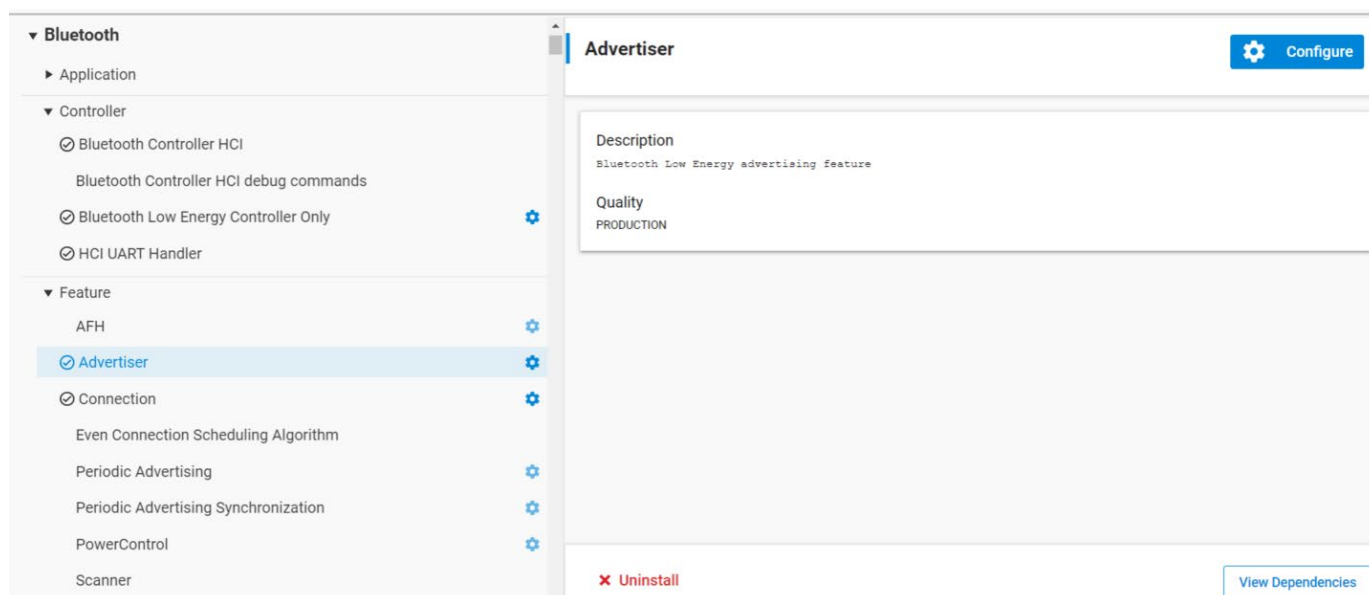 Bluetooth
Application
Controller
Bluetooth Controller HCI
Bluetooth Controller HCI debug commands
Bluetooth Low Energy Controller Only
HCI UART Handler
Feature
AFH
Advertiser
Connection
Even Connection Scheduling Algorithm
Periodic Advertising
Periodic Advertising Synchronization
PowerControl
Scanner
Advertiser
Configure
Description
Bluetooth Low Energy advertising feature
Quality
PRODUCTION
Uninstall
View Dependencies